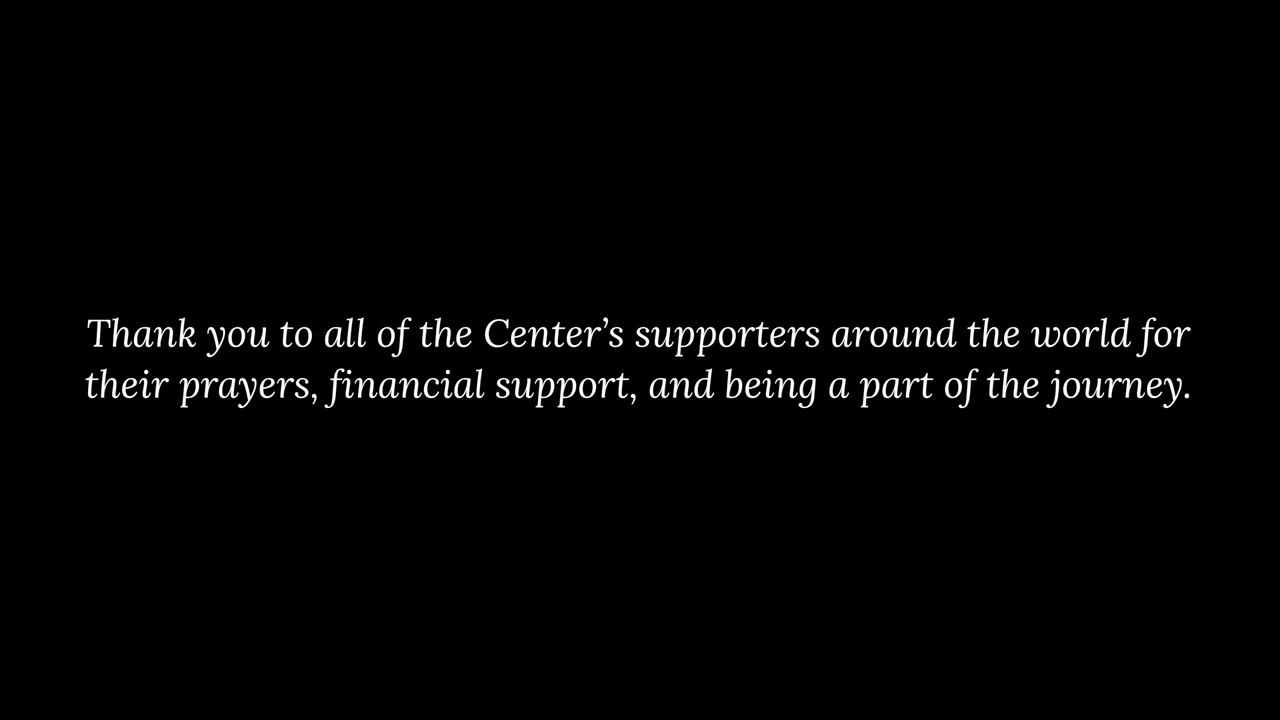 Thank you to all of the Center’s supporters around the world for
their prayers, financial support, and being a part of the journey.